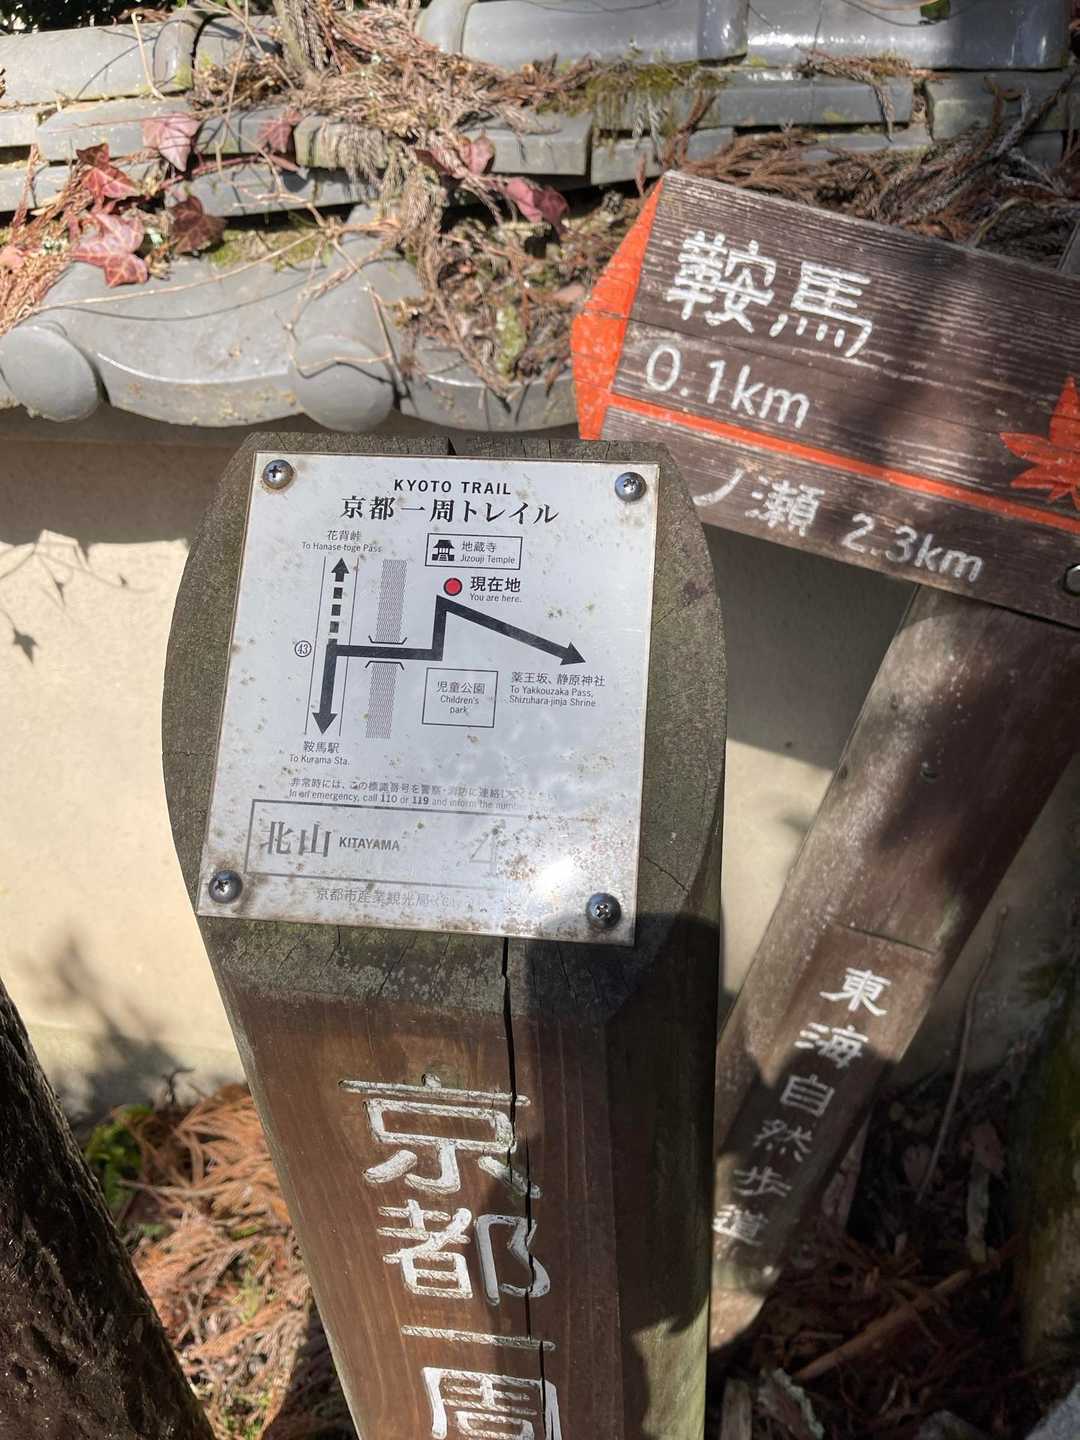 鞍馬
0.1km
ノ瀬 2.3km
KYOTO TRAIL
京都一周トレイル
花背峠
To Hanase-toge Pass
地蔵寺
Jizouji Temple
現在地
You are here.
43
児童公園
Children's
park
薬王坂、静原神社
To Yakkouzaka Pass,
Shizuhara-jinja Shrine
鞍馬駅
To Kurama Sta.
非常時には、この標識番号を警察・消防に連絡して
In an emergency, call 110 or 119 and inform the number
北山 KITAYAMA 4
京都市産業観光局
東海自然歩道
京都一周